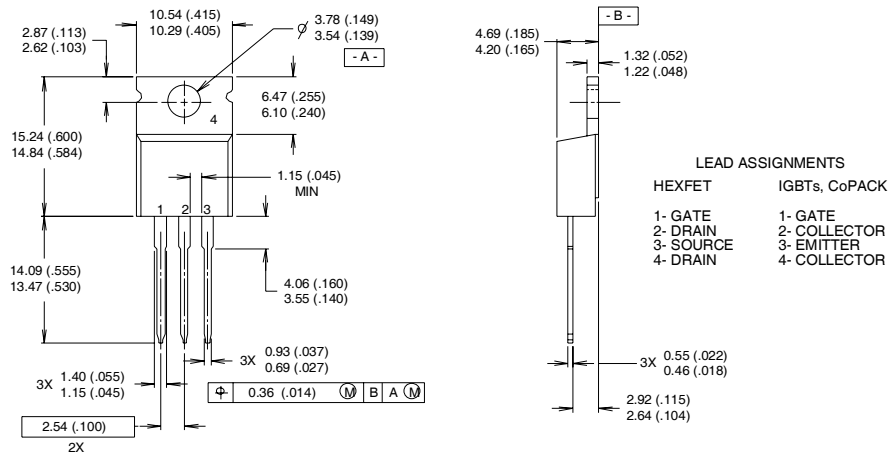 10.54 (.415)
10.29 (.405)
2.87 (.113)
2.62 (.103)
ø 3.78 (.149)
3.54 (.139)
- A -
6.47 (.255)
6.10 (.240)
4
15.24 (.600)
14.84 (.584)
1.15 (.045)
MIN
1 2 3
14.09 (.555)
13.47 (.530)
4.06 (.160)
3.55 (.140)
3X 0.93 (.037)
0.69 (.027)
3X 1.40 (.055)
1.15 (.045)
⌖ 0.36 (.014) Ⓜ B A Ⓜ
2.54 (.100)
2X
- B -
4.69 (.185)
4.20 (.165)
1.32 (.052)
1.22 (.048)
3X 0.55 (.022)
0.46 (.018)
2.92 (.115)
2.64 (.104)
LEAD ASSIGNMENTS
HEXFET IGBTs, CoPACK
1- GATE 1- GATE
2- DRAIN 2- COLLECTOR
3- SOURCE 3- EMITTER
4- DRAIN 4- COLLECTOR